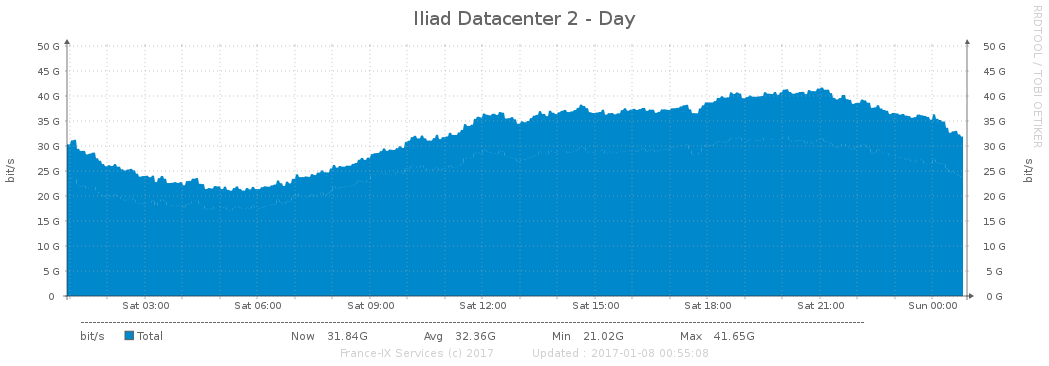 Iliad Datacenter 2 - Day
RRDTOOL / TOBI OETIKER
bit/s
50 G
45 G
40 G
35 G
30 G
25 G
20 G
15 G
10 G
5 G
0
50 G
45 G
40 G
35 G
30 G
25 G
20 G
15 G
10 G
5 G
0 G
bit/s
Sat 03:00 Sat 06:00 Sat 09:00 Sat 12:00 Sat 15:00 Sat 18:00 Sat 21:00 Sun 00:00
bit/s Total Now 31.84G Avg 32.36G Min 21.02G Max 41.65G
France-IX Services (c) 2017 Updated : 2017-01-08 00:55:08